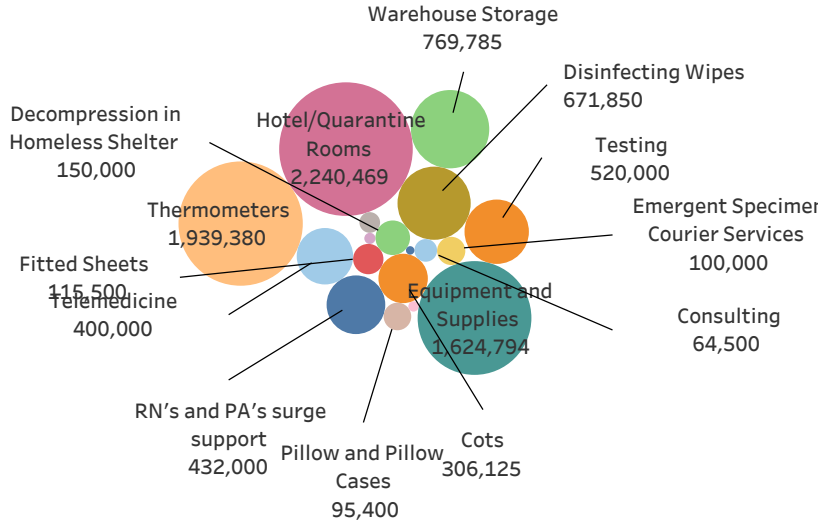 Warehouse Storage
769,785
Disinfecting Wipes
671,850
Decompression in
Homeless Shelter
150,000
Hotel/Quarantine
Rooms
2,240,469
Testing
520,000
Thermometers
1,939,380
Emergent Specimen
Courier Services
100,000
Fitted Sheets
115,500
Telemedicine
400,000
Equipment and
Supplies
1,624,794
Consulting
64,500
RN's and PA's surge
support
432,000
Pillow and Pillow
Cases
95,400
Cots
306,125